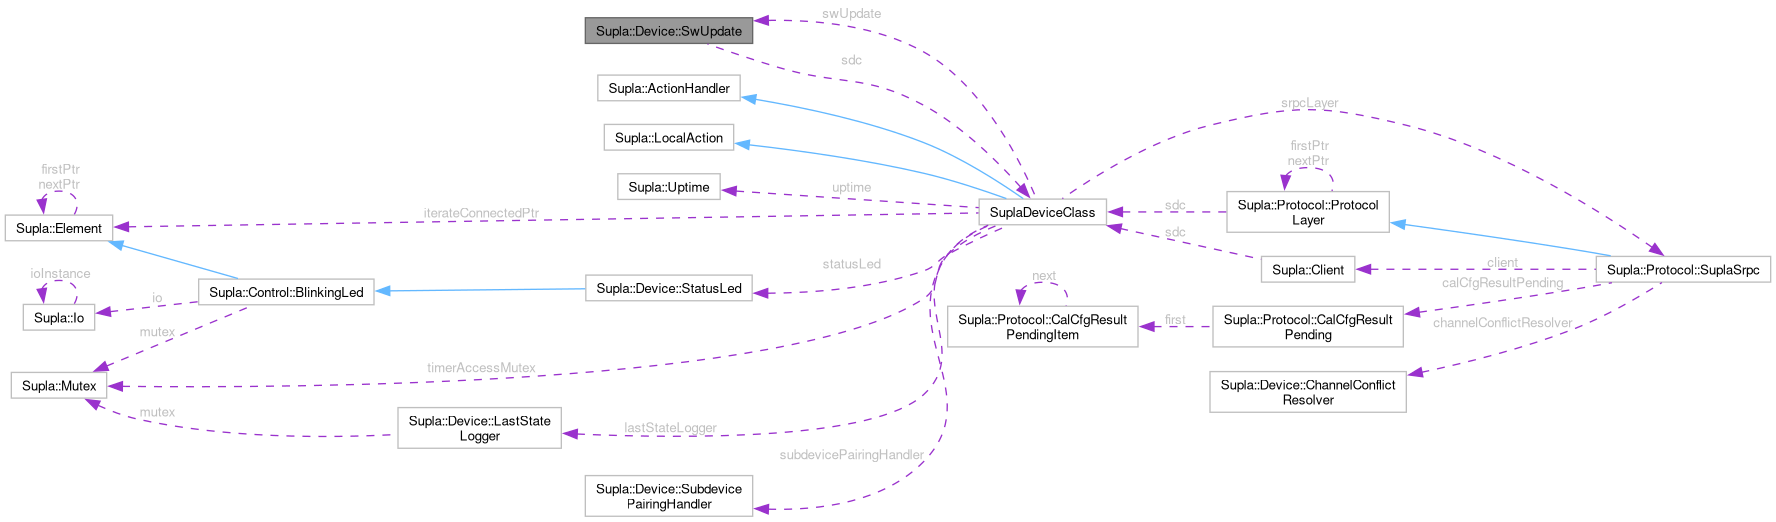 swUpdate
Supla::Device::SwUpdate
sdc
Supla::ActionHandler
srpcLayer
Supla::LocalAction
firstPtr
nextPtr
firstPtr
nextPtr
Supla::Uptime
uptime
Supla::Element
iterateConnectedPtr
SuplaDeviceClass
sdc
Supla::Protocol::Protocol
Layer
sdc
ioInstance
io
Supla::Io
Supla::Control::BlinkingLed
statusLed
Supla::Device::StatusLed
Supla::Client
client
Supla::Protocol::SuplaSrpc
next
calCfgResultPending
Supla::Protocol::CalCfgResult
PendingItem
first
Supla::Protocol::CalCfgResult
Pending
channelConflictResolver
mutex
timerAccessMutex
Supla::Mutex
Supla::Device::ChannelConflict
Resolver
mutex
Supla::Device::LastState
Logger
lastStateLogger
subdevicePairingHandler
Supla::Device::Subdevice
PairingHandler